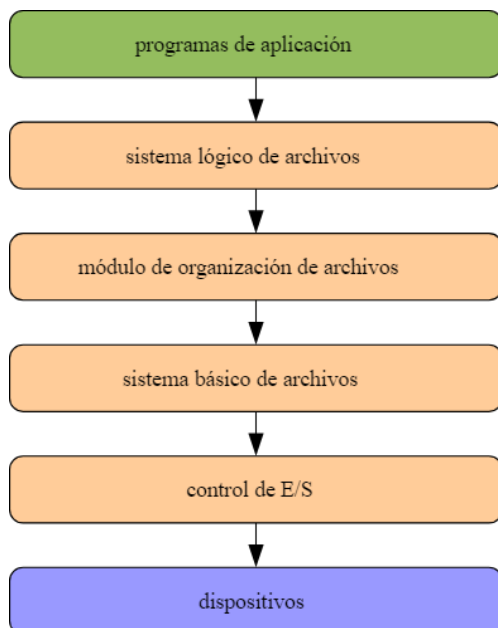 programas de aplicación
sistema lógico de archivos
módulo de organización de archivos
sistema básico de archivos
control de E/S
dispositivos